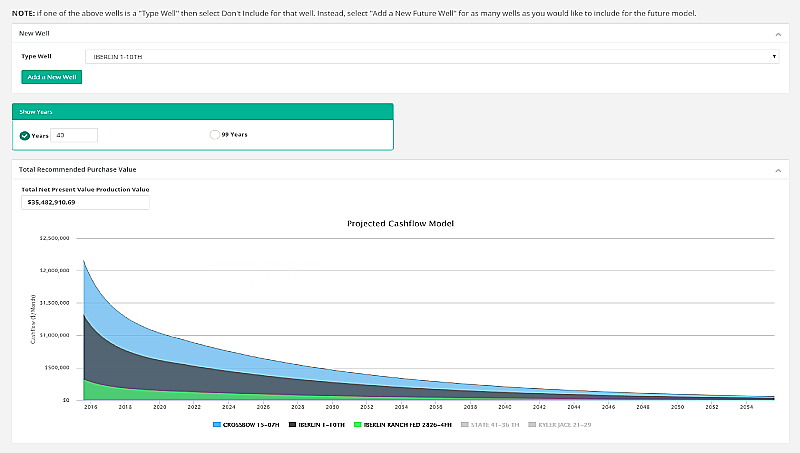 NOTE: if one of the above wells is a "Type Well" then select Don't Include for that well. Instead, select "Add a New Future Well" for as many wells as you would like to include for the future model.
New Well
Type Well IBERLIN 1-10TH
Add a New Well
Show Years
Years 40 99 Years
Total Recommended Purchase Value
Total Net Present Value Production Value
$35,482,910.69
Projected Cashflow Model
$2,500,000
$2,000,000
$1,500,000
$1,000,000
$500,000
$0
Cashflow ($/Month)
2016 2018 2020 2022 2024 2026 2028 2030 2032 2034 2036 2038 2040 2042 2044 2046 2048 2050 2052 2054
CROSSBOW 15-07H IBERLIN 1-10TH IBERLIN RANCH FED 2826-4FH STATE 41-36 TH KYLER JACE 21-29